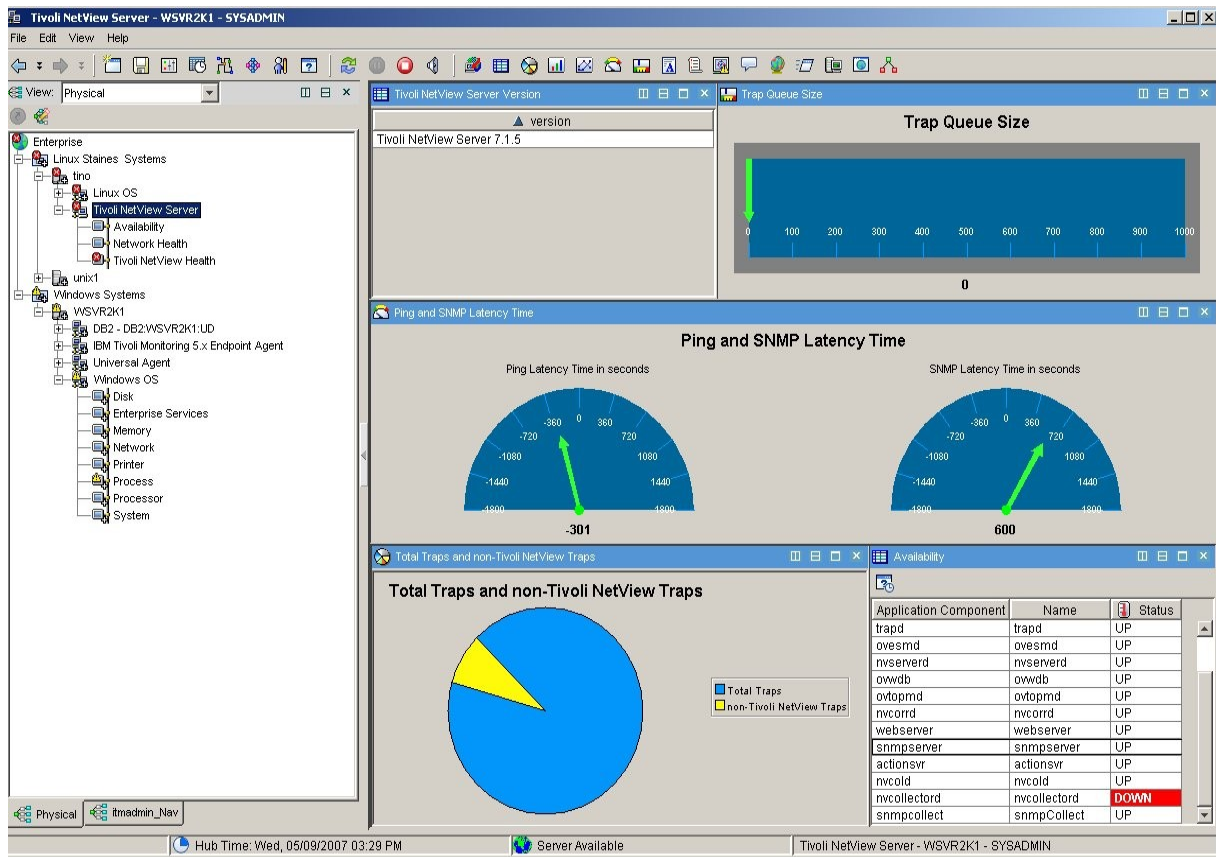 Tivoli NetView Server - WSVR2K1 - SYSADMIN
File Edit View Help
View: Physical
Enterprise
Linux Staines Systems
tino
Linux OS
Tivoli NetView Server
Availability
Network Health
Tivoli NetView Health
unix1
Windows Systems
WSVR2K1
DB2 - DB2:WSVR2K1:UD
IBM Tivoli Monitoring 5.x Endpoint Agent
Universal Agent
Windows OS
Disk
Enterprise Services
Memory
Network
Printer
Process
Processor
System
Physical
itmadmin_Nav
Tivoli NetView Server Version
version
Tivoli NetView Server 7.1.5
Trap Queue Size
Trap Queue Size
0 100 200 300 400 500 600 700 800 900 1000
0
Ping and SNMP Latency Time
Ping and SNMP Latency Time
Ping Latency Time in seconds
-1800 -1440 -1080 -720 -360 0 360 720 1080 1440
-301
SNMP Latency Time in seconds
-1800 -1440 -1080 -720 -360 0 360 720 1080 1440 1800
600
Total Traps and non-Tivoli NetView Traps
Total Traps and non-Tivoli NetView Traps
Total Traps
non-Tivoli NetView Traps
Availability
Application Component Name Status
trapd trapd UP
ovesmd ovesmd UP
nvserverd nvserverd UP
ovwdb ovwdb UP
ovtopmd ovtopmd UP
nvcorrd nvcorrd UP
webserver webserver UP
snmpserver snmpserver UP
actionsvr actionsvr UP
nvcold nvcold UP
nvcollectord nvcollectord DOWN
snmpcollect snmpCollect UP
Hub Time: Wed, 05/09/2007 03:29 PM
Server Available
Tivoli NetView Server - WSVR2K1 - SYSADMIN